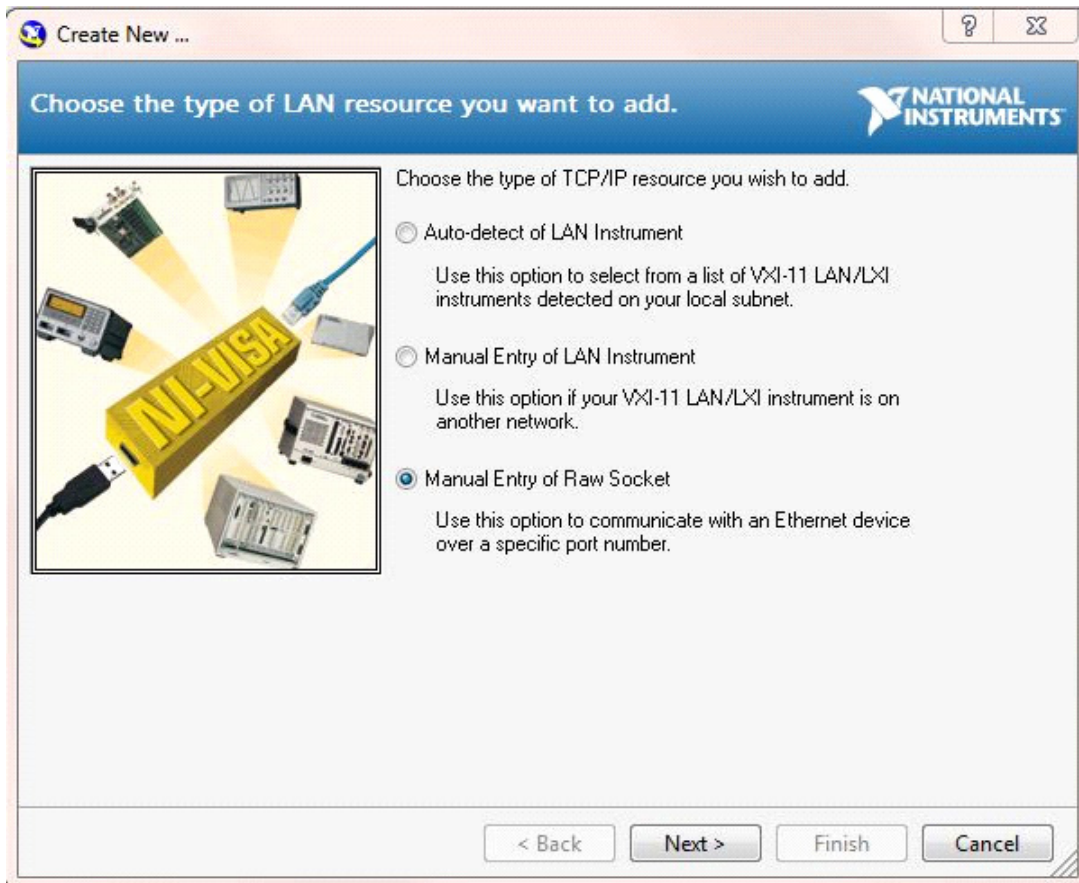 Create New ...
Choose the type of LAN resource you want to add.
NATIONAL
INSTRUMENTS
NI-VISA
Choose the type of TCP/IP resource you wish to add.
Auto-detect of LAN Instrument
Use this option to select from a list of VXI-11 LAN/LXI
instruments detected on your local subnet.
Manual Entry of LAN Instrument
Use this option if your VXI-11 LAN/LXI instrument is on
another network.
Manual Entry of Raw Socket
Use this option to communicate with an Ethernet device
over a specific port number.
< Back
Next >
Finish
Cancel